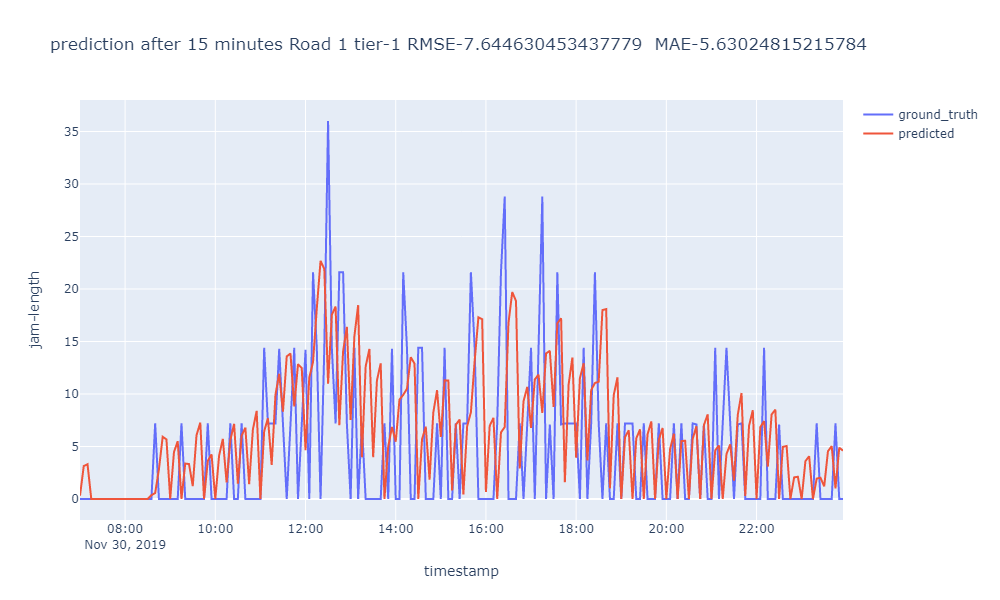 prediction after 15 minutes Road 1 tier-1 RMSE-7.644630453437779  MAE-5.63024815215784
ground_truth
predicted
35
30
25
20
15
10
5
0
jam-length
08:00 10:00 12:00 14:00 16:00 18:00 20:00 22:00
Nov 30, 2019
timestamp